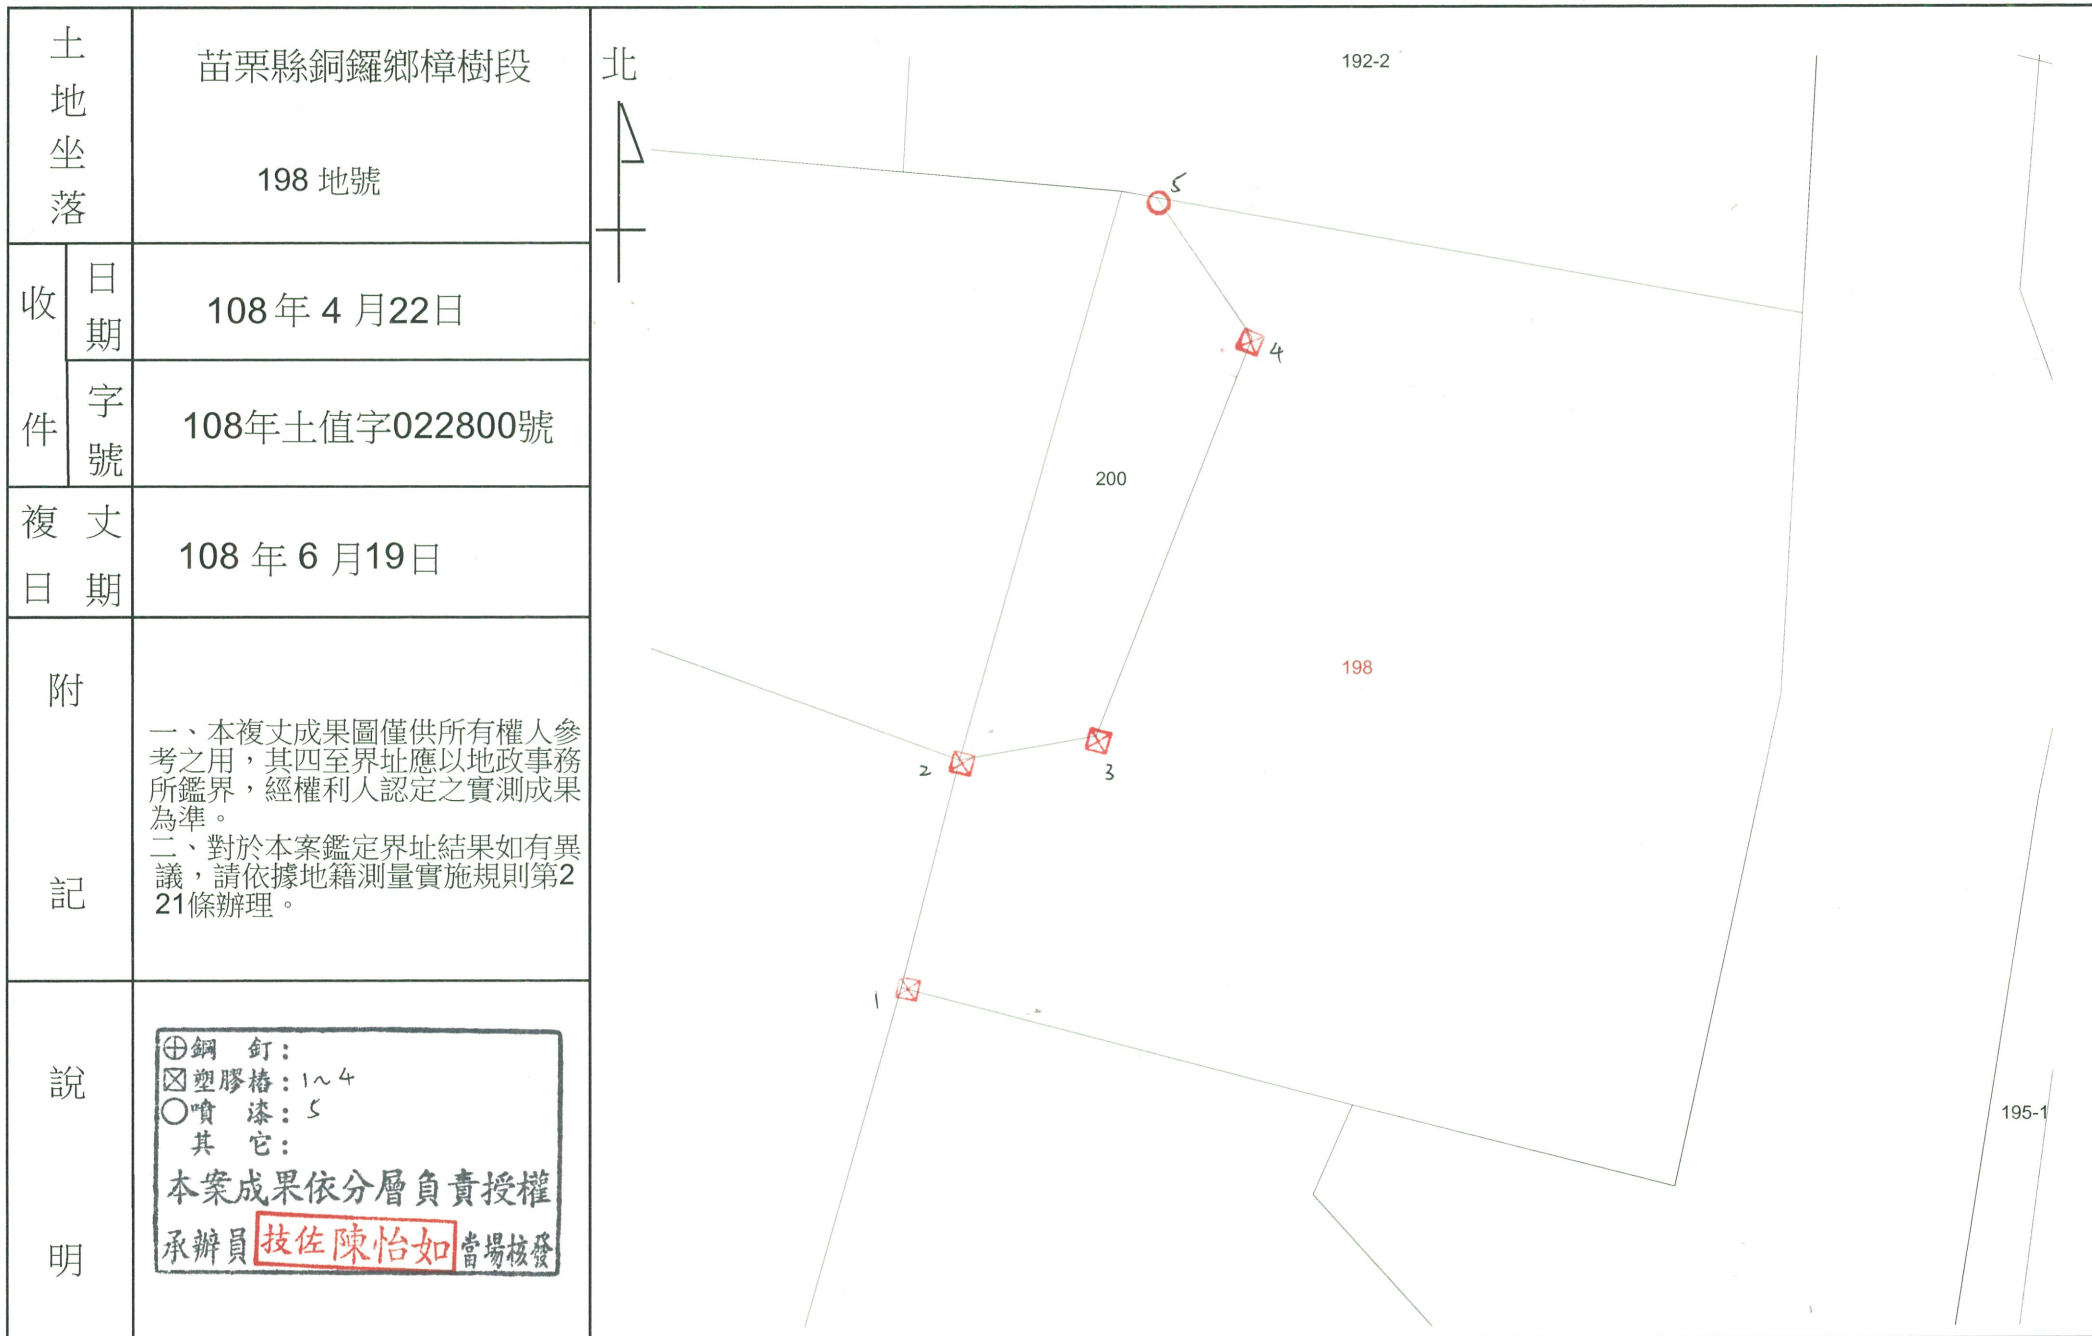 土地坐落
苗栗縣銅鑼鄉樟樹段
198 地號
收件
日期
108 年 4 月22日
字號
108年土值字022800號
複丈
日期
108 年 6 月19日
附記
一、本複丈成果圖僅供所有權人參
考之用，其四至界址應以地政事務
所鑑界，經權利人認定之實測成果
為準。
二、對於本案鑑定界址結果如有異
議，請依據地籍測量實施規則第2
21條辦理。
說明
⊕鋼 釘：
☒塑膠樁：1~4
○噴 漆：5
其 它：
本案成果依分層負責授權
承辦員 技佐陳怡如 當場核發
北
192-2
5
4
200
198
2
3
1
195-1